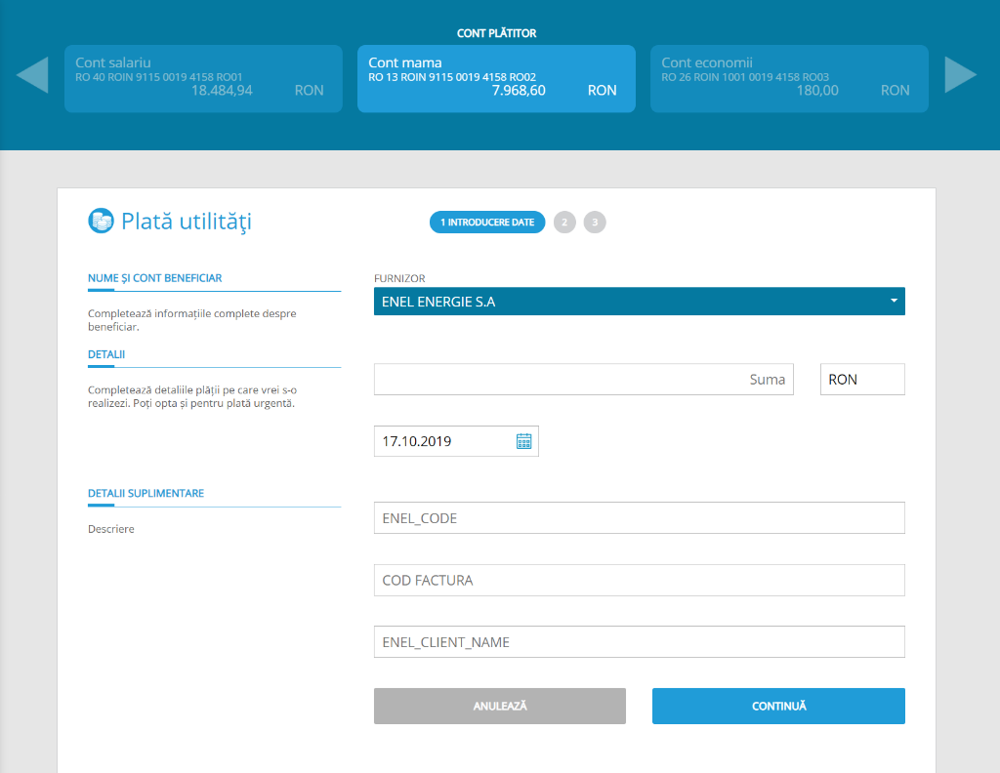 CONT PLĂTITOR
Cont salariu
RO 40 ROIN 9115 0019 4158 RO01
18.484,94 RON
Cont mama
RO 13 ROIN 9115 0019 4158 RO02
7.968,60 RON
Cont economii
RO 26 ROIN 1001 0019 4158 RO03
180,00 RON
Plată utilități
1 INTRODUCERE DATE 2 3
NUME ȘI CONT BENEFICIAR
Completează informațiile complete despre
beneficiar.
FURNIZOR
ENEL ENERGIE S.A
DETALII
Completează detaliile plății pe care vrei s-o
realizezi. Poți opta și pentru plată urgentă.
Suma RON
17.10.2019
DETALII SUPLIMENTARE
Descriere
ENEL_CODE
COD FACTURA
ENEL_CLIENT_NAME
ANULEAZĂ CONTINUĂ